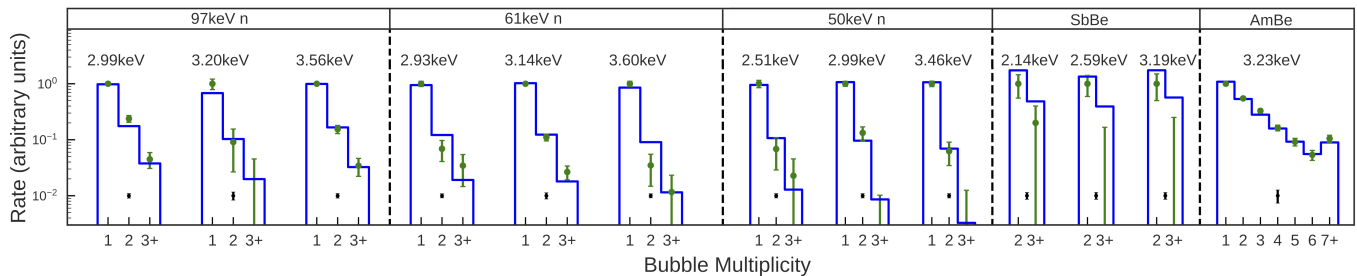 97keV n 61keV n 50keV n SbBe AmBe
2.99keV 3.20keV 3.56keV 2.93keV 3.14keV 3.60keV 2.51keV 2.99keV 3.46keV 2.14keV 2.59keV 3.19keV 3.23keV
Rate (arbitrary units)
10⁰
10⁻¹
10⁻²
1 2 3+ 1 2 3+ 1 2 3+ 1 2 3+ 1 2 3+ 1 2 3+ 1 2 3+ 1 2 3+ 1 2 3+ 2 3+ 2 3+ 2 3+ 1 2 3 4 5 6 7+
Bubble Multiplicity